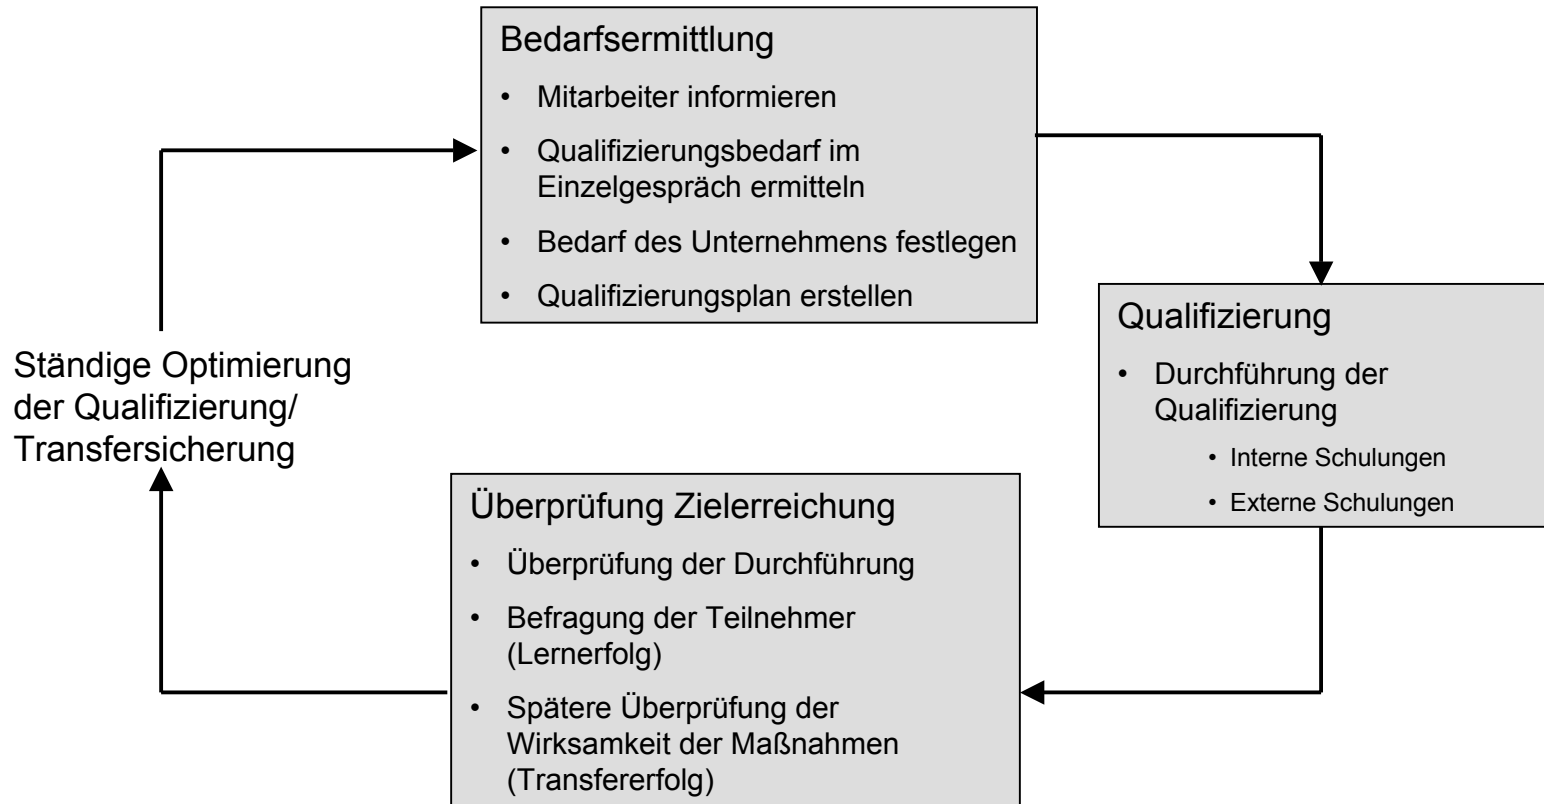 Bedarfsermittlung
• Mitarbeiter informieren
• Qualifizierungsbedarf im
Einzelgespräch ermitteln
• Bedarf des Unternehmens festlegen
• Qualifizierungsplan erstellen
Qualifizierung
• Durchführung der
Qualifizierung
• Interne Schulungen
• Externe Schulungen
Überprüfung Zielerreichung
• Überprüfung der Durchführung
• Befragung der Teilnehmer
(Lernerfolg)
• Spätere Überprüfung der
Wirksamkeit der Maßnahmen
(Transfererfolg)
Ständige Optimierung
der Qualifizierung/
Transfersicherung